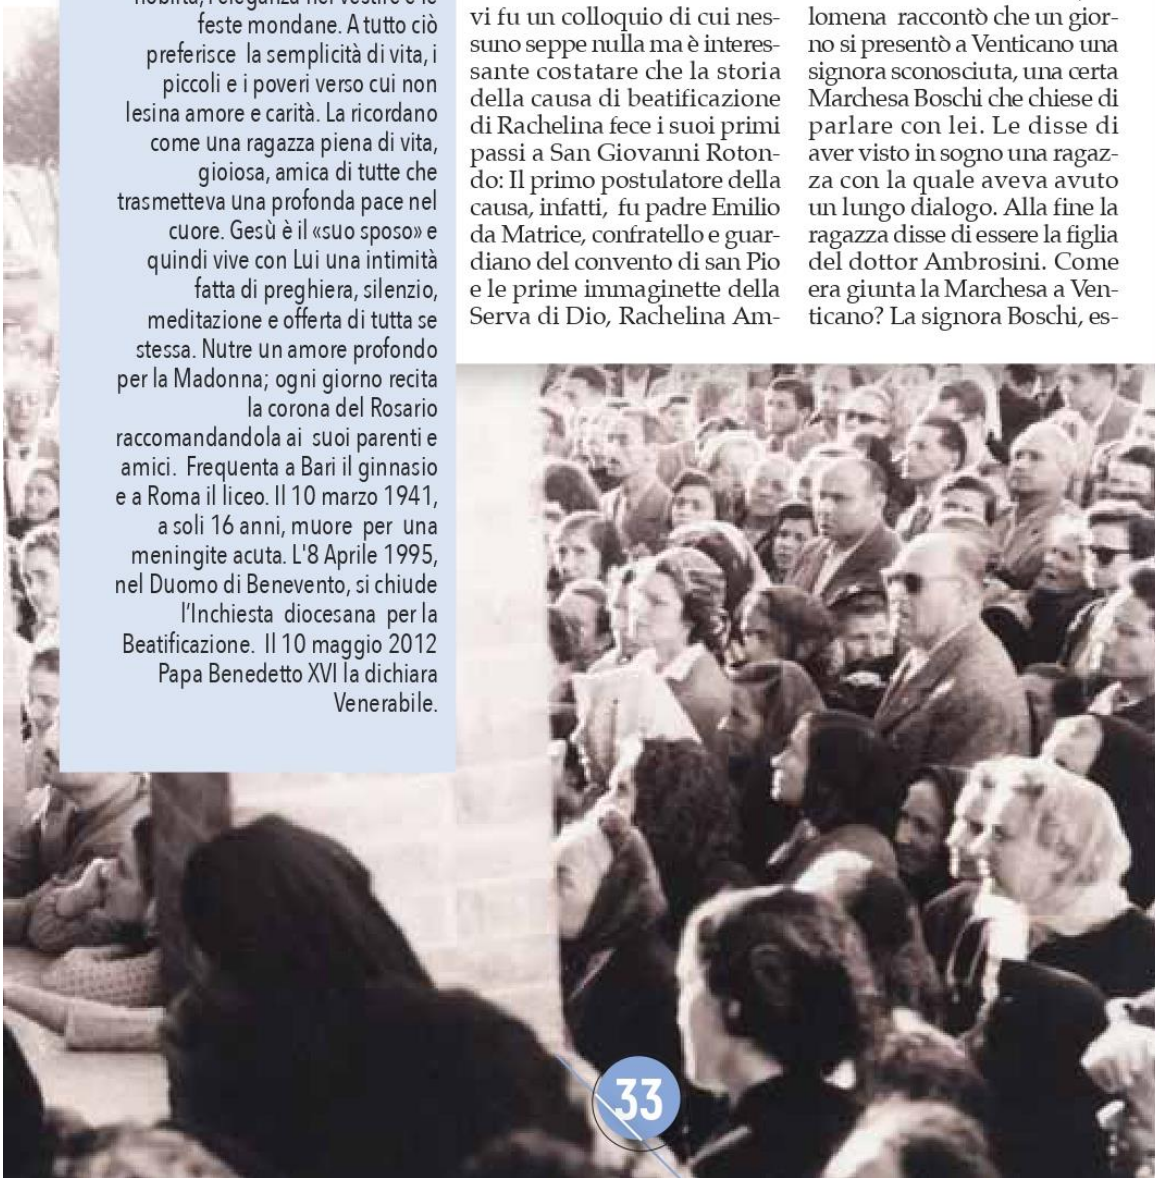 nobiltà, l'eleganza nel vestire e le
feste mondane. A tutto ciò
preferisce la semplicità di vita, i
piccoli e i poveri verso cui non
lesina amore e carità. La ricordano
come una ragazza piena di vita,
gioiosa, amica di tutte che
trasmetteva una profonda pace nel
cuore. Gesù è il «suo sposo» e
quindi vive con Lui una intimità
fatta di preghiera, silenzio,
meditazione e offerta di tutta se
stessa. Nutre un amore profondo
per la Madonna; ogni giorno recita
la corona del Rosario
raccomandandola ai suoi parenti e
amici. Frequenta a Bari il ginnasio
e a Roma il liceo. Il 10 marzo 1941,
a soli 16 anni, muore per una
meningite acuta. L'8 Aprile 1995,
nel Duomo di Benevento, si chiude
l'Inchiesta diocesana per la
Beatificazione. Il 10 maggio 2012
Papa Benedetto XVI la dichiara
Venerabile.
vi fu un colloquio di cui nes-
suno seppe nulla ma è interes-
sante costatare che la storia
della causa di beatificazione
di Rachelina fece i suoi primi
passi a San Giovanni Roton-
do: Il primo postulatore della
causa, infatti, fu padre Emilio
da Matrice, confratello e guar-
diano del convento di san Pio
e le prime immaginette della
Serva di Dio, Rachelina Am-
lomena raccontò che un gior-
no si presentò a Venticano una
signora sconosciuta, una certa
Marchesa Boschi che chiese di
parlare con lei. Le disse di
aver visto in sogno una ragaz-
za con la quale aveva avuto
un lungo dialogo. Alla fine la
ragazza disse di essere la figlia
del dottor Ambrosini. Come
era giunta la Marchesa a Ven-
ticano? La signora Boschi, es-
33